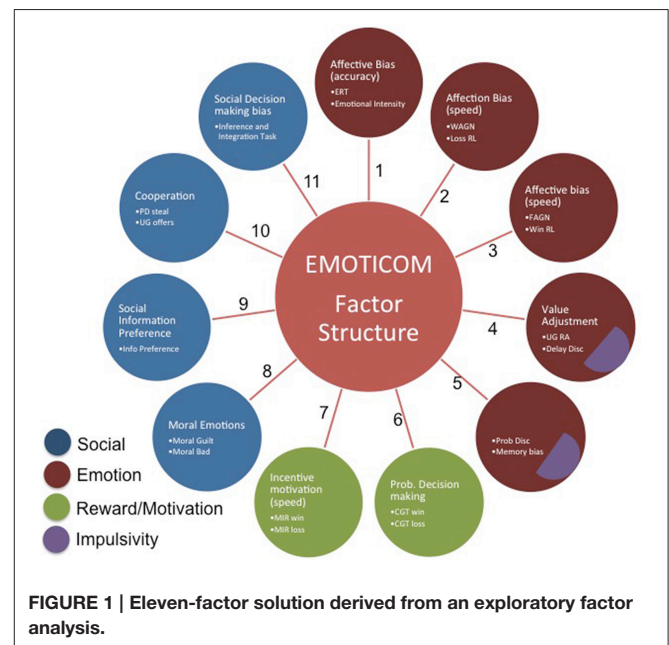 Affective Bias
(accuracy)
•ERT
•Emotional Intensity
1
Affection Bias
(speed)
•WAGN
•Loss RL
2
Affective bias
(speed)
•FAGN
•Win RL
3
Value
Adjustment
•UG RA
•Delay Disc
4
•Prob Disc
•Memory bias
5
Prob. Decision
making
•CGT win
•CGT loss
6
Incentive
motivation
(speed)
•MIR win
•MIR loss
7
Moral Emotions
•Moral Guilt
•Moral Bad
8
Social
Information
Preference
•Info Preference
9
Cooperation
•PD steal
•UG offers
10
Social Decision
making bias
•Inference and
Integration Task
11
EMOTICOM
Factor
Structure
Social
Emotion
Reward/Motivation
Impulsivity
FIGURE 1 | Eleven-factor solution derived from an exploratory factor
analysis.